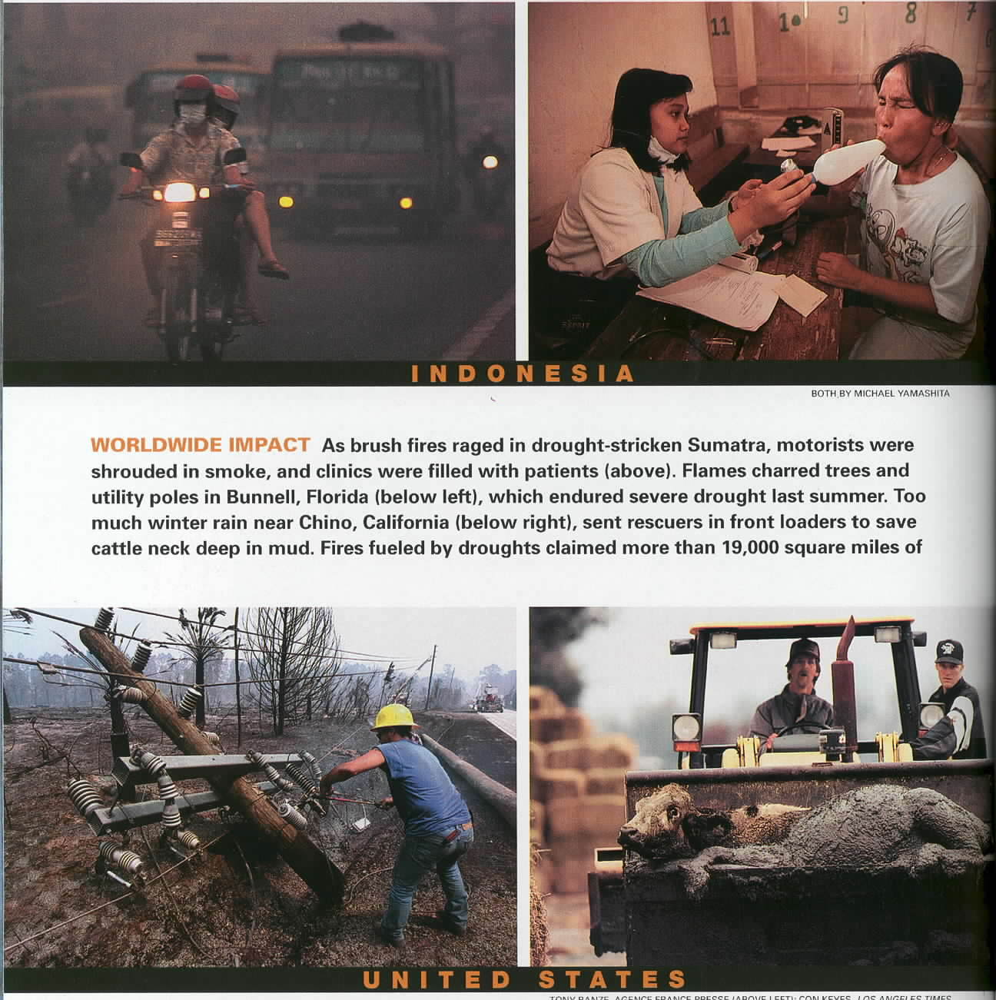 11 10 9 8 7
ESPRIT
INDONESIA
BOTH BY MICHAEL YAMASHITA
WORLDWIDE IMPACT As brush fires raged in drought-stricken Sumatra, motorists were
shrouded in smoke, and clinics were filled with patients (above). Flames charred trees and
utility poles in Bunnell, Florida (below left), which endured severe drought last summer. Too
much winter rain near Chino, California (below right), sent rescuers in front loaders to save
cattle neck deep in mud. Fires fueled by droughts claimed more than 19,000 square miles of
UNITED STATES
TONY RANZE, AGENCE FRANCE PRESSE (ABOVE LEFT); CON KEYES, LOS ANGELES TIMES